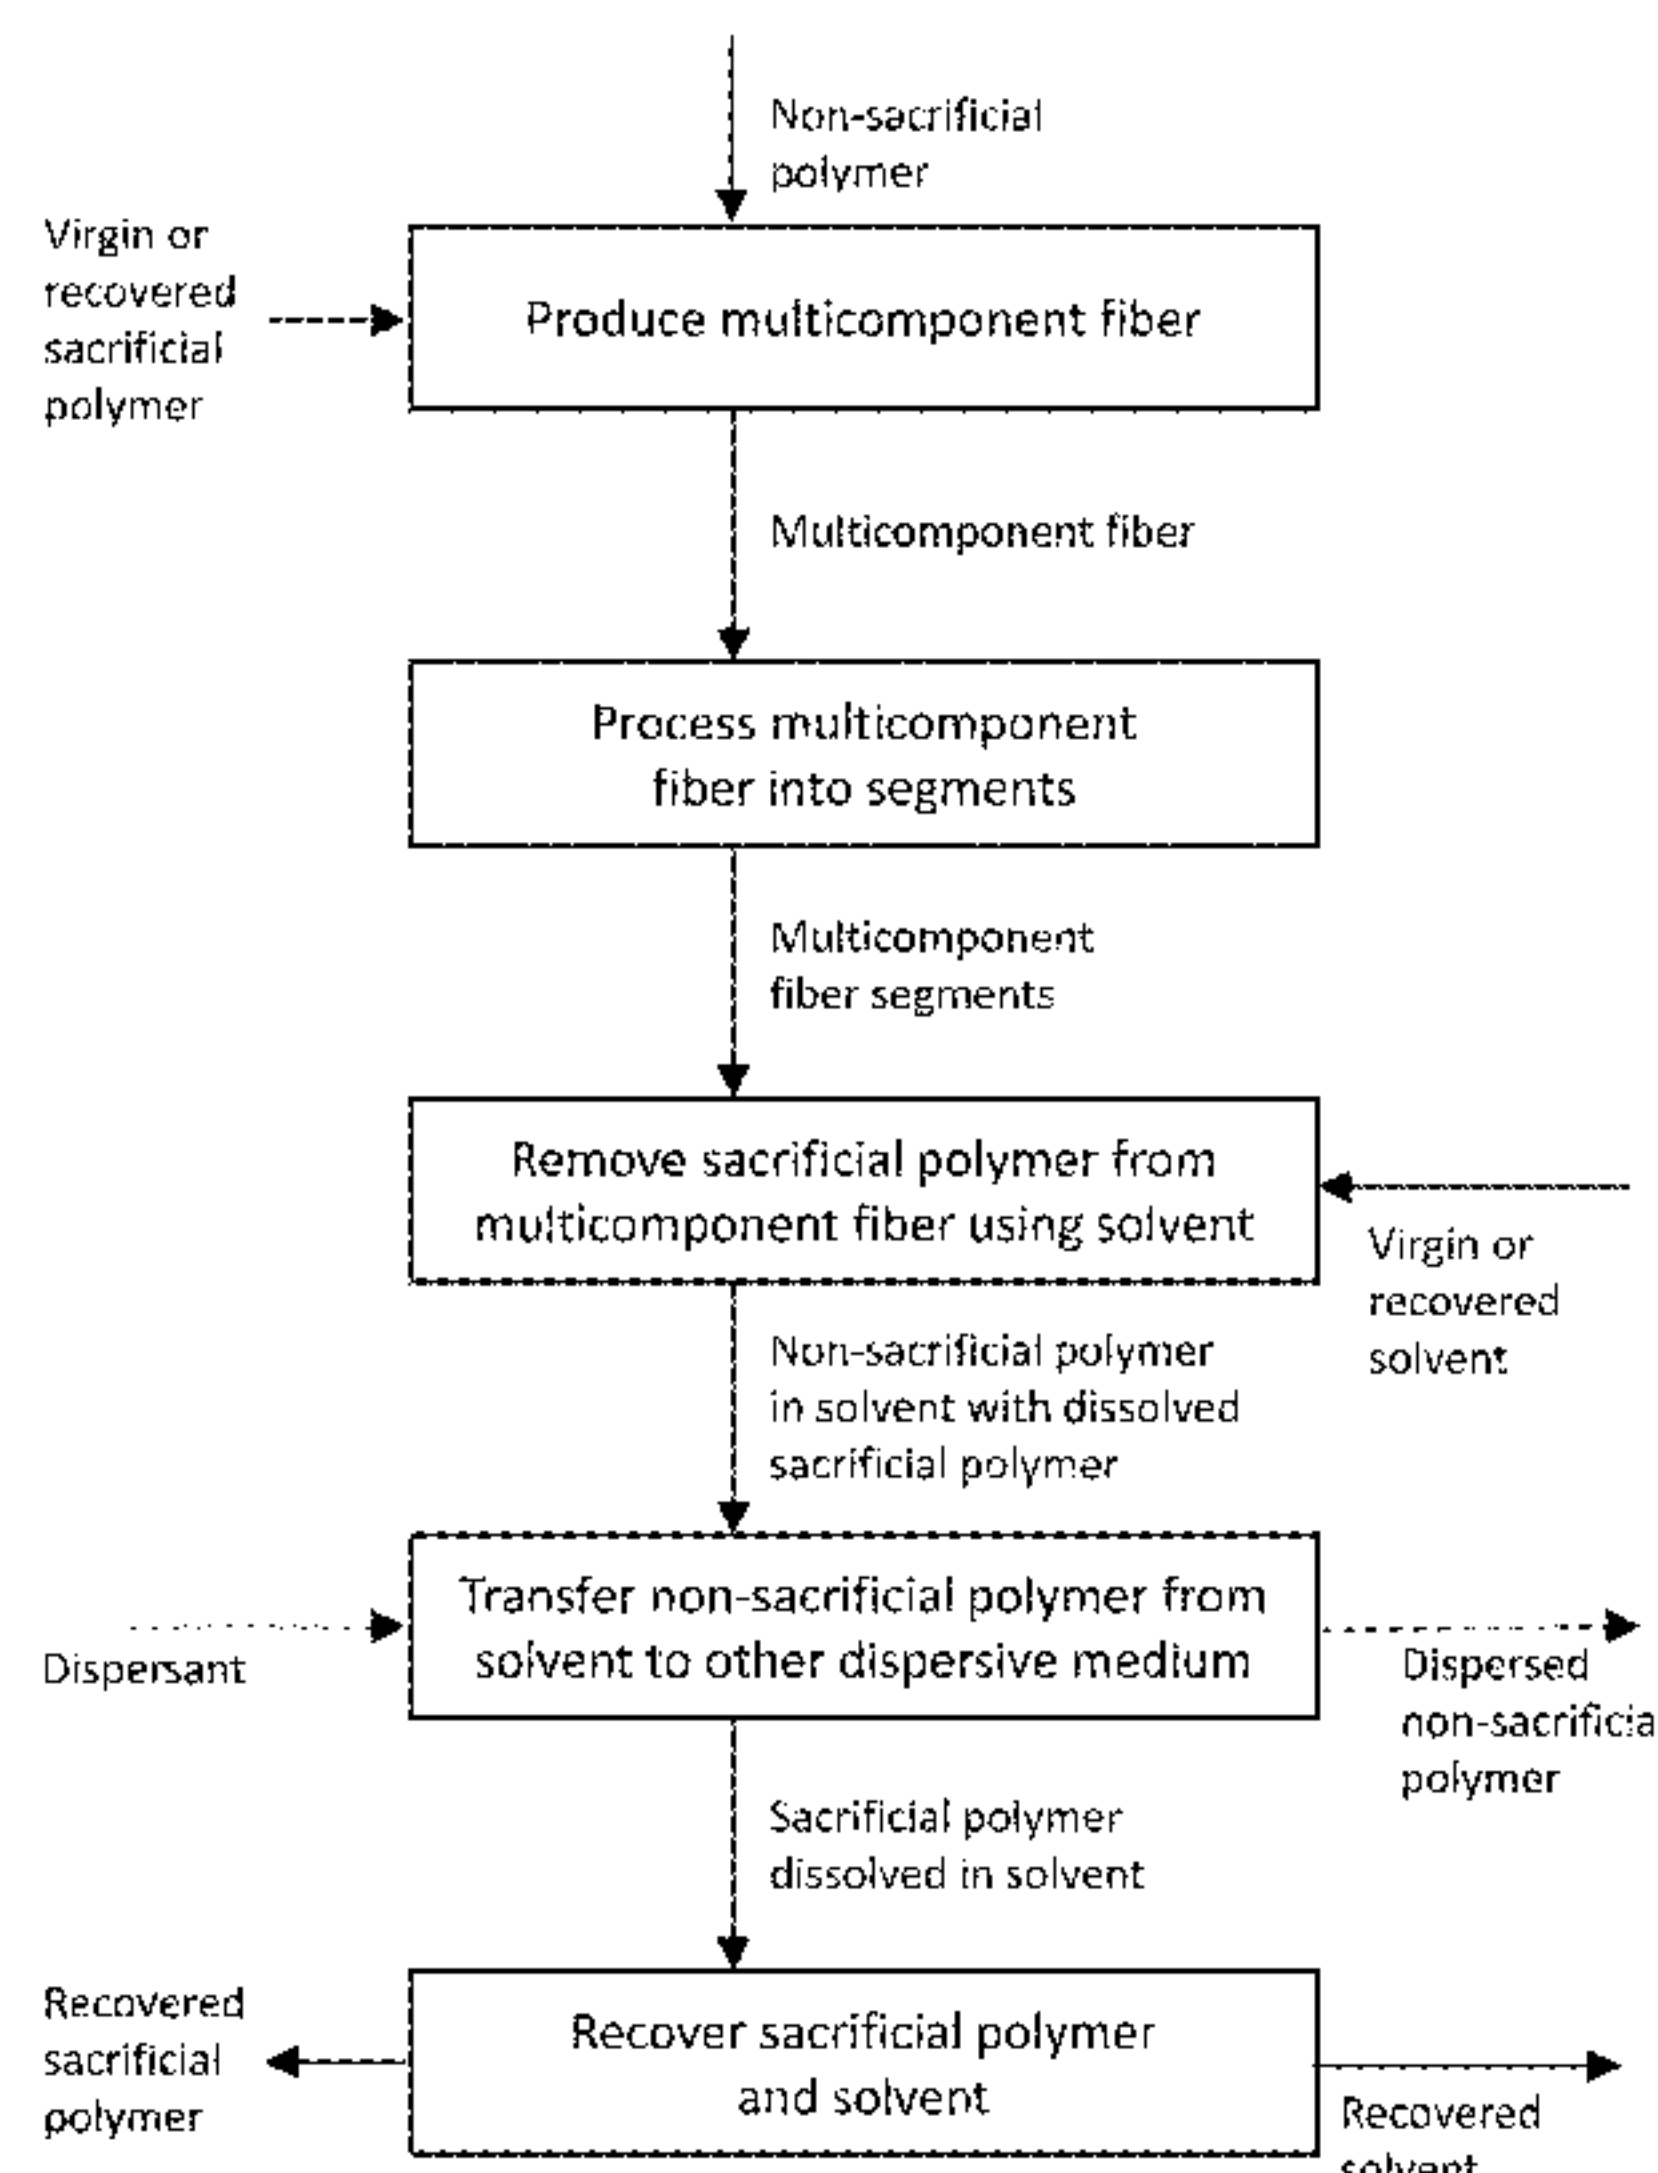 Non-sacrificial
polymer
Virgin or
recovered
sacrificial
polymer
Produce multicomponent fiber
Multicomponent fiber
Process multicomponent
fiber into segments
Multicomponent
fiber segments
Remove sacrificial polymer from
multicomponent fiber using solvent
Virgin or
recovered
solvent
Non-sacrificial polymer
in solvent with dissolved
sacrificial polymer
Transfer non-sacrificial polymer from
solvent to other dispersive medium
Dispersant
Dispersed
non-sacrificia
polymer
Sacrificial polymer
dissolved in solvent
Recovered
sacrificial
polymer
Recover sacrificial polymer
and solvent
Recovered
solvent